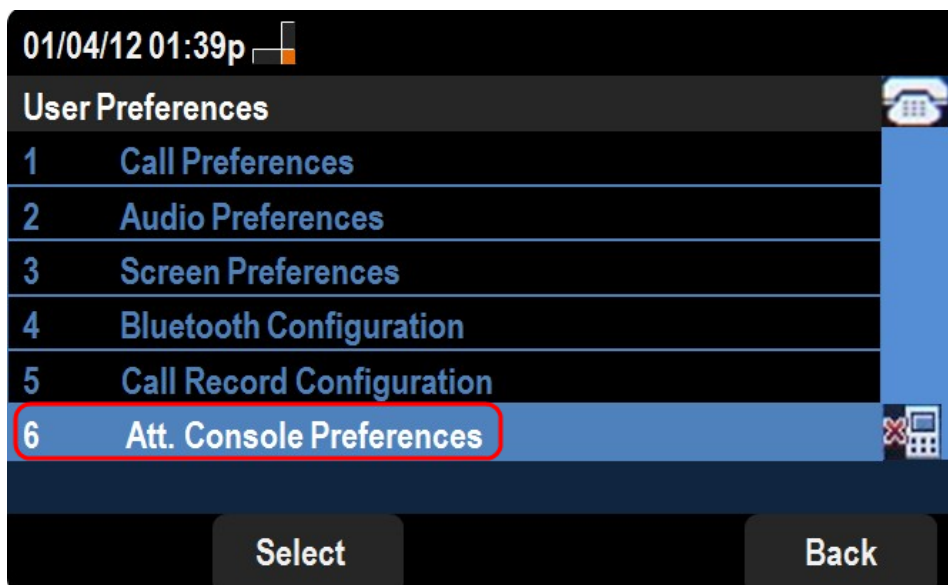 01/04/12 01:39p
User Preferences
1 Call Preferences
2 Audio Preferences
3 Screen Preferences
4 Bluetooth Configuration
5 Call Record Configuration
6 Att. Console Preferences
Select Back